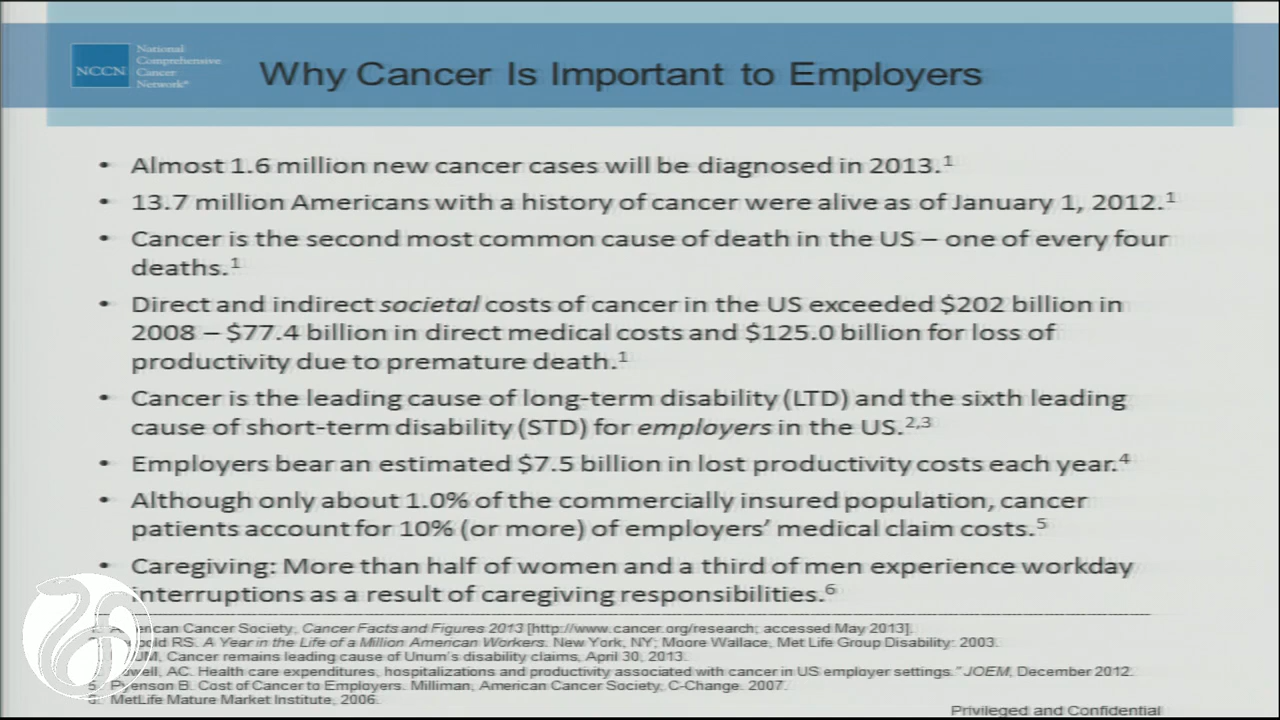 NCCN
National
Comprehensive
Cancer
Network®
Why Cancer Is Important to Employers
• Almost 1.6 million new cancer cases will be diagnosed in 2013.1
• 13.7 million Americans with a history of cancer were alive as of January 1, 2012.1
• Cancer is the second most common cause of death in the US – one of every four
deaths.1
• Direct and indirect societal costs of cancer in the US exceeded $202 billion in
2008 – $77.4 billion in direct medical costs and $125.0 billion for loss of
productivity due to premature death.1
• Cancer is the leading cause of long-term disability (LTD) and the sixth leading
cause of short-term disability (STD) for employers in the US.2,3
• Employers bear an estimated $7.5 billion in lost productivity costs each year.4
• Although only about 1.0% of the commercially insured population, cancer
patients account for 10% (or more) of employers' medical claim costs.5
• Caregiving: More than half of women and a third of men experience workday
interruptions as a result of caregiving responsibilities.6
Cancer Society, Cancer Facts and Figures 2013 [http://www.cancer.org/research; accessed May 2013].
RS. A Year in the Life of a Million American Workers. New York, NY; Moore Wallace, Met Life Group Disability: 2003.
Cancer remains leading cause of Unum's disability claims, April 30, 2013.
AC. Health care expenditures, hospitalizations and productivity associated with cancer in US employer settings." JOEM, December 2012.
5. B. Cost of Cancer to Employers. Milliman, American Cancer Society, C-Change. 2007.
6. MetLife Mature Market Institute, 2006.
Privileged and Confidential